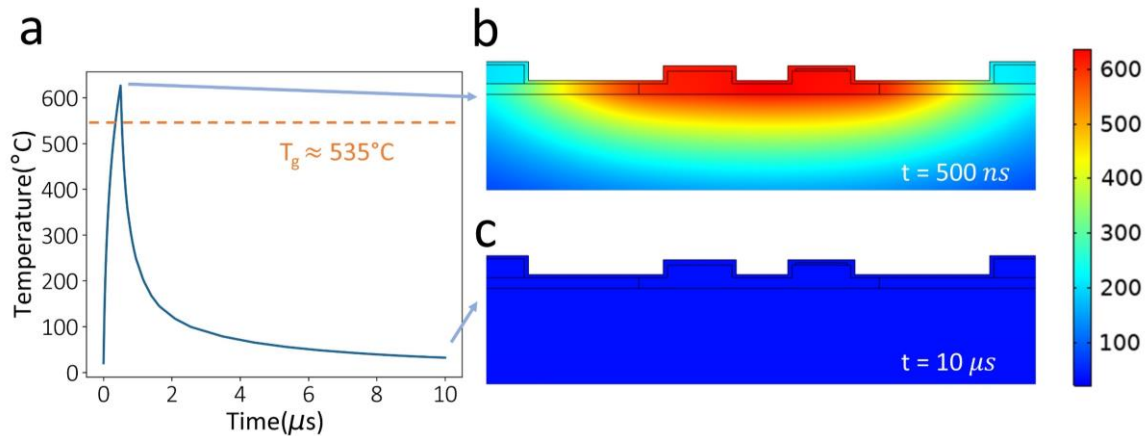 a
600
500
400
300
200
100
0
Temperature(°C)
T_g ≈ 535°C
0 2 4 6 8 10
Time(μs)
b
t = 500 ns
c
t = 10 μs
600
500
400
300
200
100